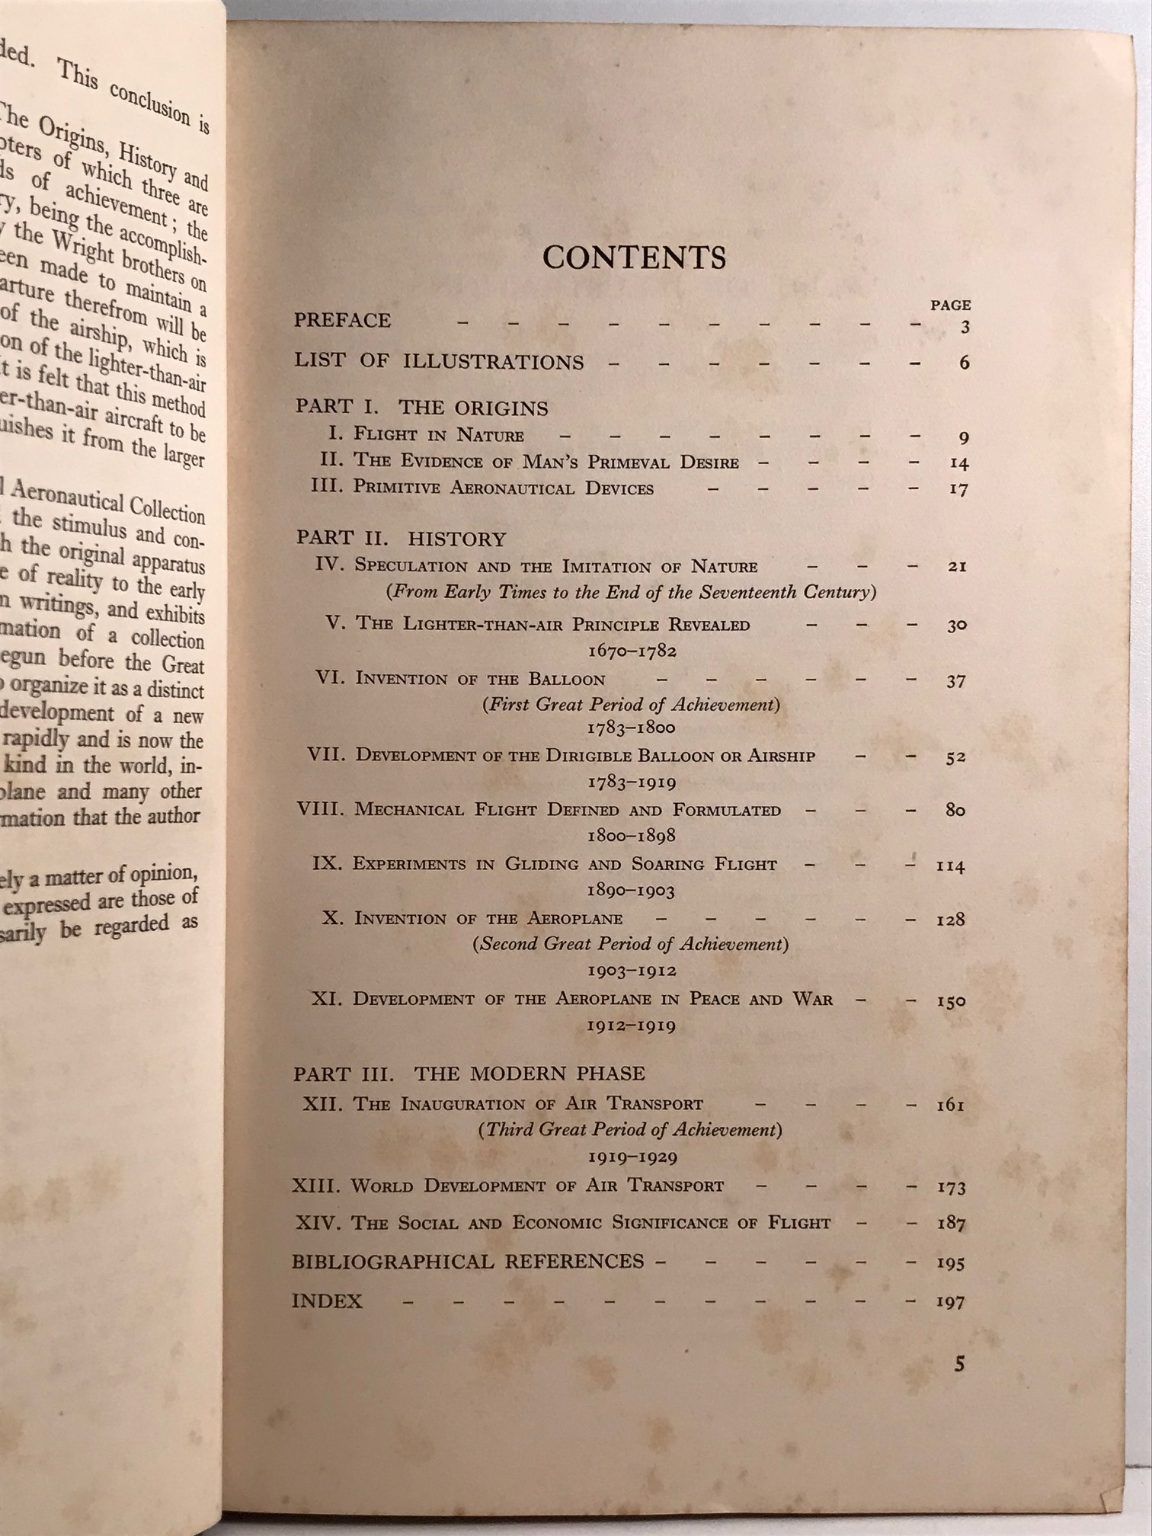 ded. This conclusion is
The Origins, History and
of which three are
of achievement ; the
being the accomplish-
the Wright brothers on
made to maintain a
therefrom will be
of the airship, which is
on of the lighter-than-air
is felt that this method
er-than-air aircraft to be
it from the larger
Aeronautical Collection
the stimulus and con-
the original apparatus
of reality to the early
writings, and exhibits
of a collection
before the Great
organize it as a distinct
development of a new
rapidly and is now the
kind in the world, in-
and many other
that the author
a matter of opinion,
expressed are those of
be regarded as
CONTENTS
PAGE
PREFACE – – – – – – – – – – 3
LIST OF ILLUSTRATIONS – – – – – – – 6
PART I. THE ORIGINS
I. FLIGHT IN NATURE – – – – – – – – 9
II. THE EVIDENCE OF MAN'S PRIMEVAL DESIRE – – – – 14
III. PRIMITIVE AERONAUTICAL DEVICES – – – – – 17
PART II. HISTORY
IV. SPECULATION AND THE IMITATION OF NATURE – – – 21
(From Early Times to the End of the Seventeenth Century)
V. THE LIGHTER-THAN-AIR PRINCIPLE REVEALED – – – 30
1670–1782
VI. INVENTION OF THE BALLOON – – – – – – 37
(First Great Period of Achievement)
1783–1800
VII. DEVELOPMENT OF THE DIRIGIBLE BALLOON OR AIRSHIP – – 52
1783–1919
VIII. MECHANICAL FLIGHT DEFINED AND FORMULATED – – – 80
1800–1898
IX. EXPERIMENTS IN GLIDING AND SOARING FLIGHT – – – 114
1890–1903
X. INVENTION OF THE AEROPLANE – – – – – – 128
(Second Great Period of Achievement)
1903–1912
XI. DEVELOPMENT OF THE AEROPLANE IN PEACE AND WAR – – 150
1912–1919
PART III. THE MODERN PHASE
XII. THE INAUGURATION OF AIR TRANSPORT – – – – 161
(Third Great Period of Achievement)
1919–1929
XIII. WORLD DEVELOPMENT OF AIR TRANSPORT – – – – 173
XIV. THE SOCIAL AND ECONOMIC SIGNIFICANCE OF FLIGHT – – 187
BIBLIOGRAPHICAL REFERENCES – – – – – – 195
INDEX – – – – – – – – – – – 197
5